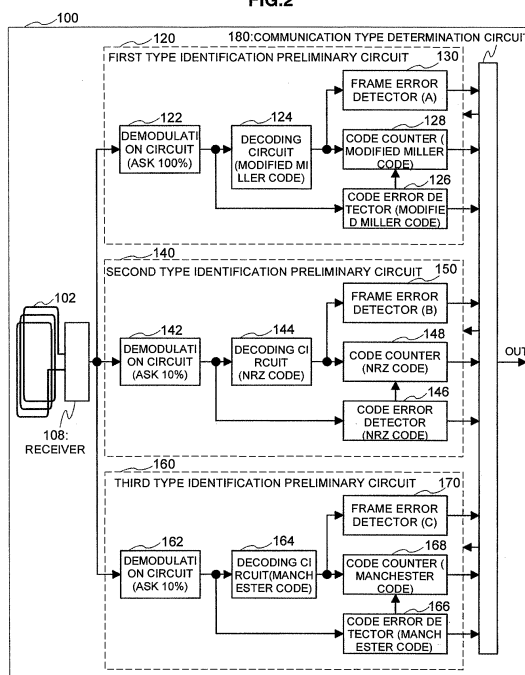 FIG.2
100
180:COMMUNICATION TYPE DETERMINATION CIRCUIT
120
FIRST TYPE IDENTIFICATION PRELIMINARY CIRCUIT
130
FRAME ERROR
DETECTOR (A)
122
DEMODULATI
ON CIRCUIT
(ASK 100%)
124
DECODING
CIRCUIT
(MODIFIED MI
LLER CODE)
128
CODE COUNTER (
MODIFIED MILLER
CODE)
126
CODE ERROR DE
TECTOR (MODIFIE
D MILLER CODE)
140
SECOND TYPE IDENTIFICATION PRELIMINARY CIRCUIT
150
FRAME ERROR
DETECTOR (B)
102
108:
RECEIVER
142
DEMODULATI
ON CIRCUIT
(ASK 10%)
144
DECODING CI
RCUIT
(NRZ CODE)
148
CODE COUNTER
(NRZ CODE)
146
CODE ERROR
DETECTOR
(NRZ CODE)
OUT
160
THIRD TYPE IDENTIFICATION PRELIMINARY CIRCUIT
170
FRAME ERROR
DETECTOR (C)
162
DEMODULATI
ON CIRCUIT
(ASK 10%)
164
DECODING CI
RCUIT(MANCH
ESTER CODE)
168
CODE COUNTER (
MANCHESTER
CODE)
166
CODE ERROR DE
TECTOR (MANCH
ESTER CODE)